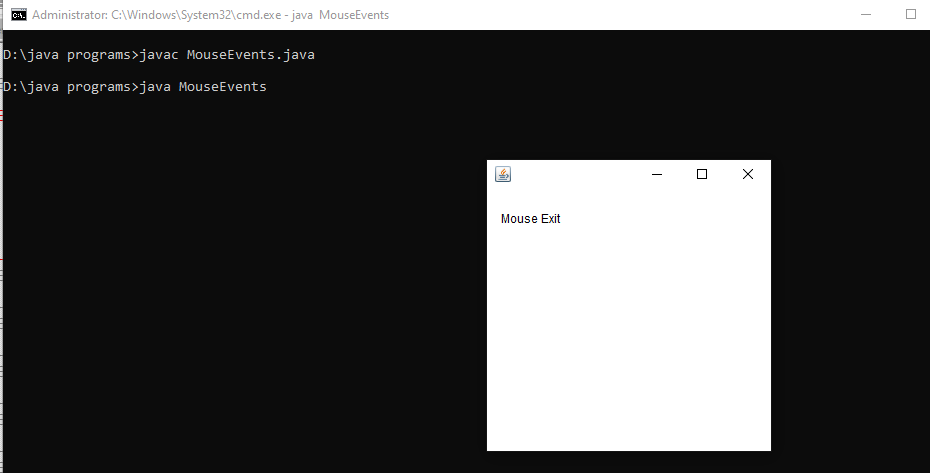 Administrator: C:\Windows\System32\cmd.exe - java  MouseEvents
D:\java programs>javac MouseEvents.java
D:\java programs>java MouseEvents
Mouse Exit